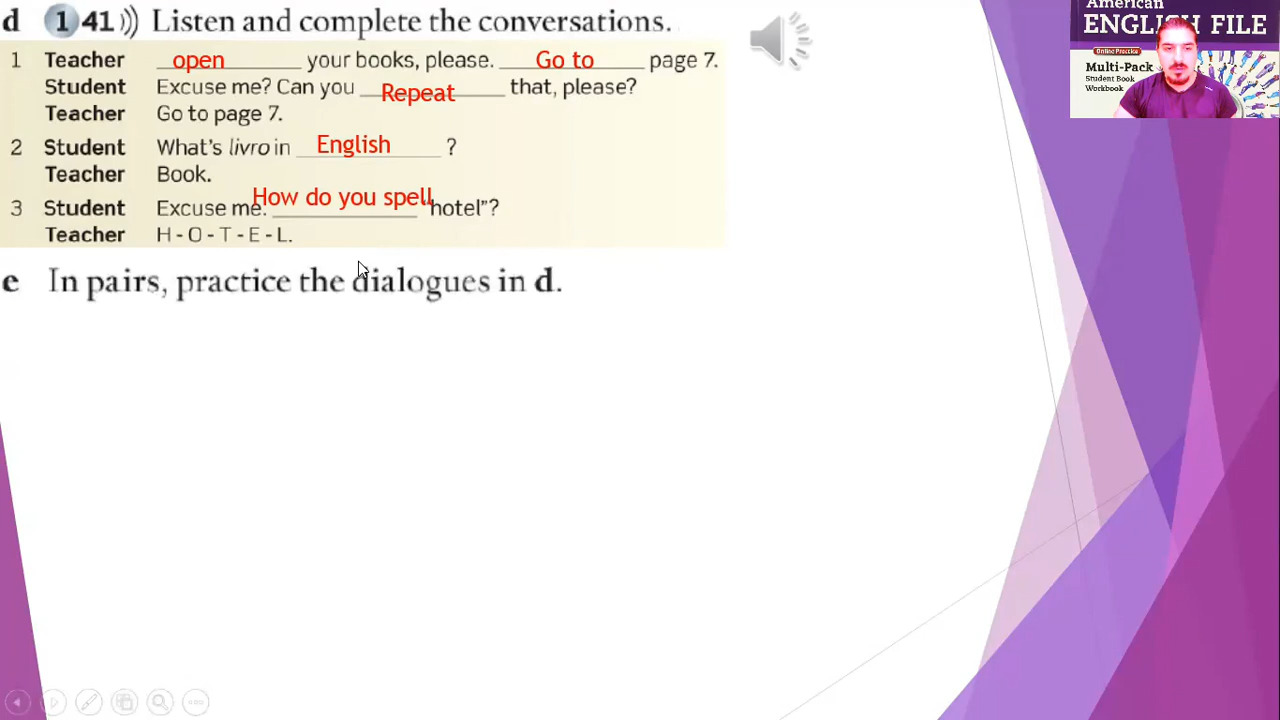 d 1 41 Listen and complete the conversations.
1 Teacher open your books, please. Go to page 7.
Student Excuse me? Can you Repeat that, please?
Teacher Go to page 7.
2 Student What's livro in English ?
Teacher Book.
3 Student Excuse me. How do you spell "hotel"?
Teacher H - O - T - E - L.
e In pairs, practice the dialogues in d.
American
ENGLISH FILE
Online Practice
Multi-Pack
Student Book
Workbook